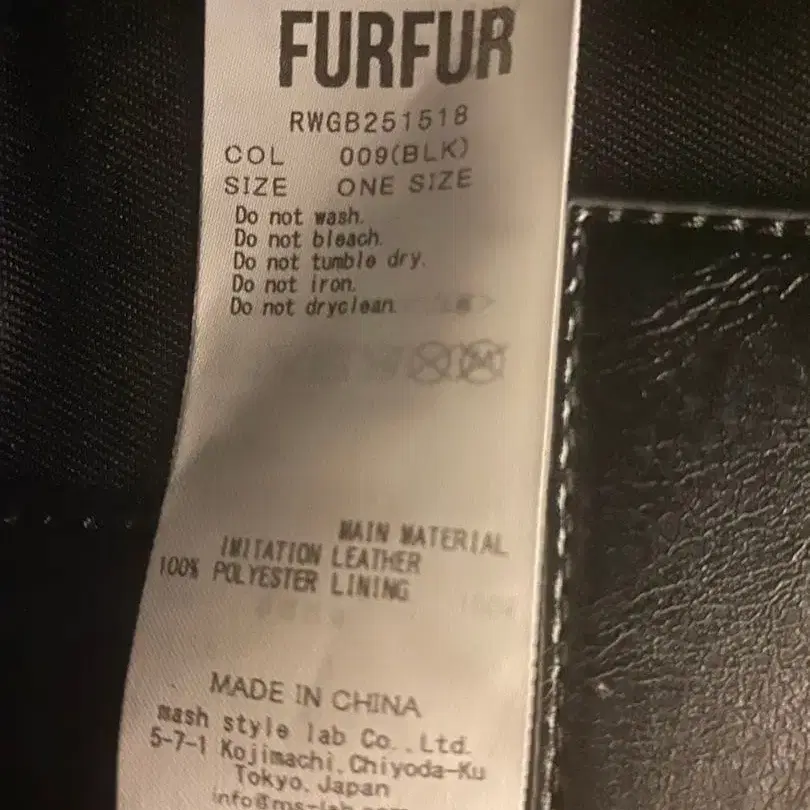 FURFUR
RWGB251518
COL 009(BLK)
SIZE ONE SIZE
Do not wash.
Do not bleach.
Do not tumble dry.
Do not iron.
Do not dryclean.
MAIN MATERIAL
IMITATION LEATHER
100% POLYESTER LINING
MADE IN CHINA
mash style lab Co.,Ltd.
5-7-1 Kojimachi,Chiyoda-Ku
Tokyo,Japan